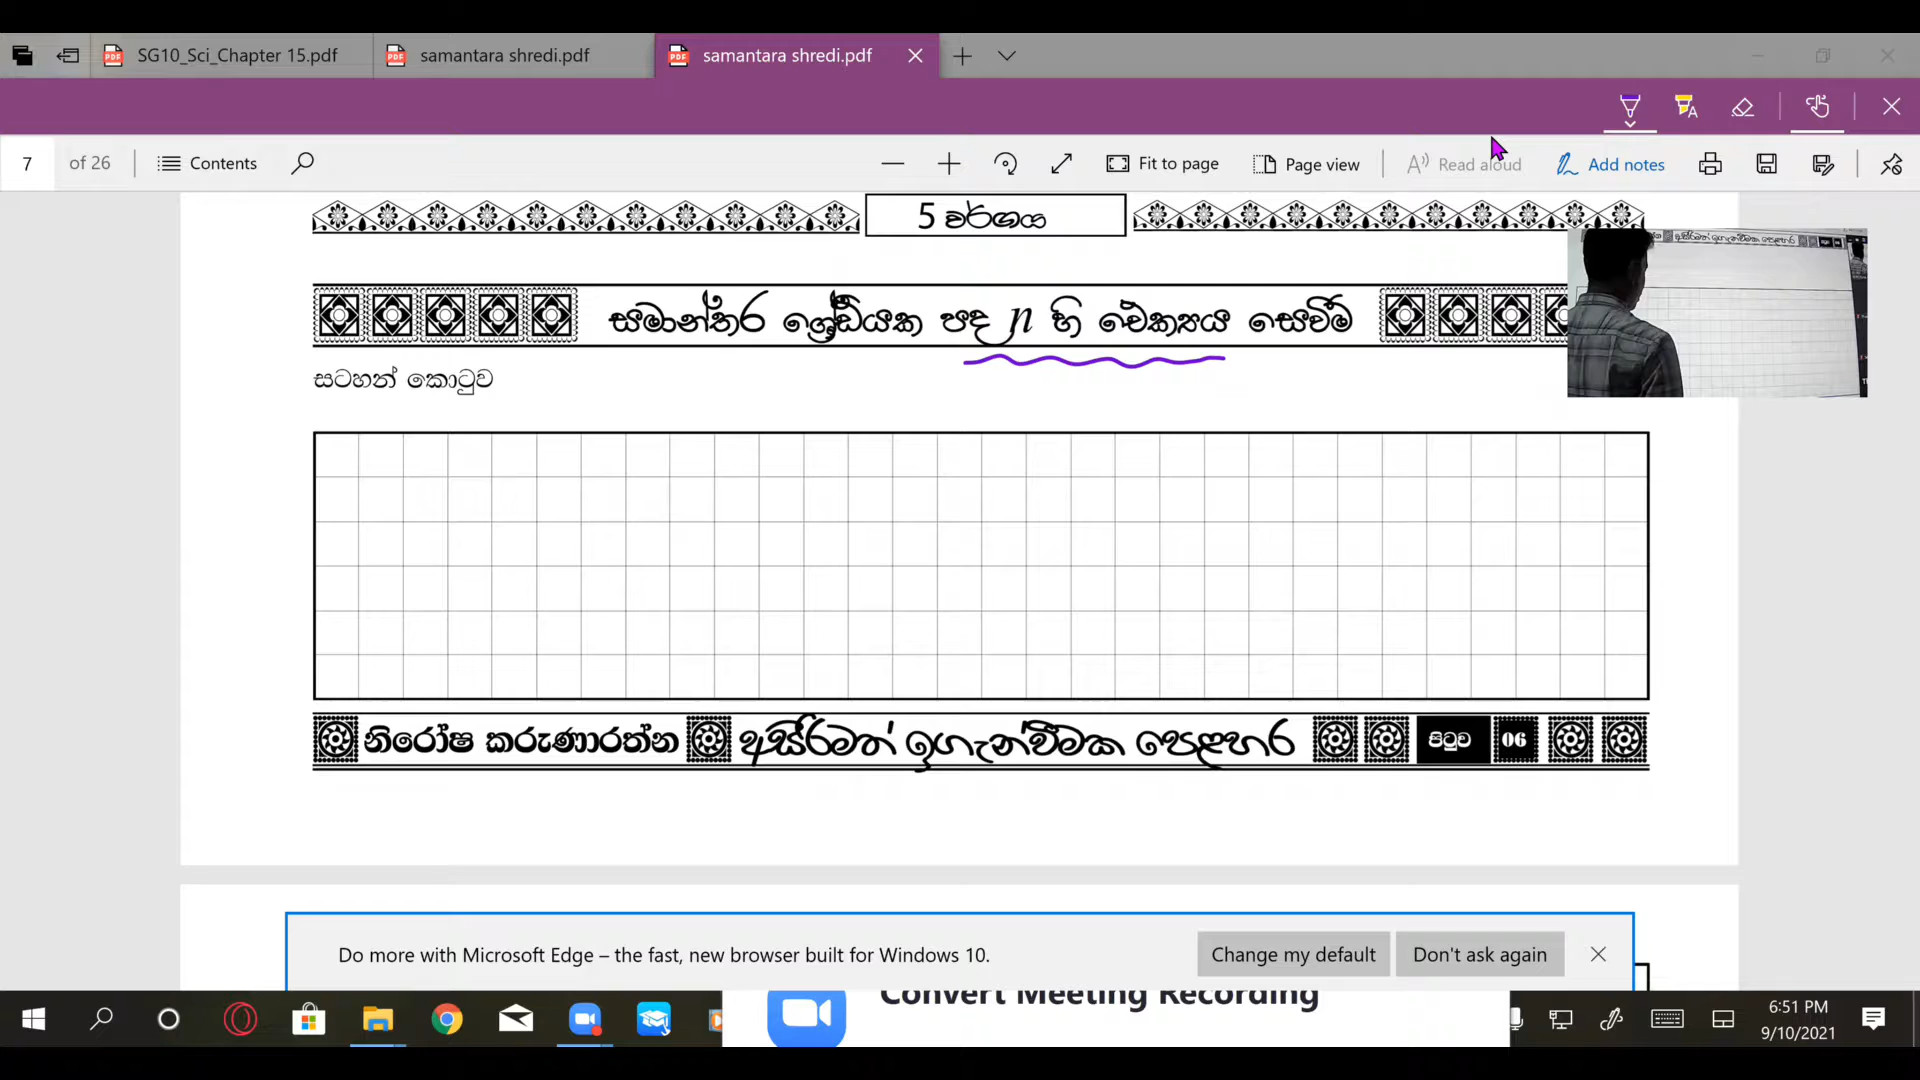 SG10_Sci_Chapter 15.pdf
samantara shredi.pdf
samantara shredi.pdf
7 of 26
Contents
Fit to page
Page view
Read aloud
Add notes
5 වර්ගය
සමාන්තර ශ්‍රේඪියක පද n හි ඓක්‍යය සෙවීම
සටහන් කොටුව
නිරෝෂ කරුණාරත්න
අසිරිමත් ඉගැන්වීමක පෙළහර
පිටුව 06
Do more with Microsoft Edge – the fast, new browser built for Windows 10.
Change my default
Don't ask again
Convert Meeting Recording
6:51 PM
9/10/2021